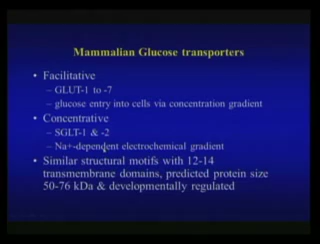 Mammalian Glucose transporters
• Facilitative
– GLUT-1 to -7
– glucose entry into cells via concentration gradient
• Concentrative
– SGLT-1 & -2
– Na+-dependent electrochemical gradient
• Similar structural motifs with 12-14
transmembrane domains, predicted protein size
50-76 kDa & developmentally regulated